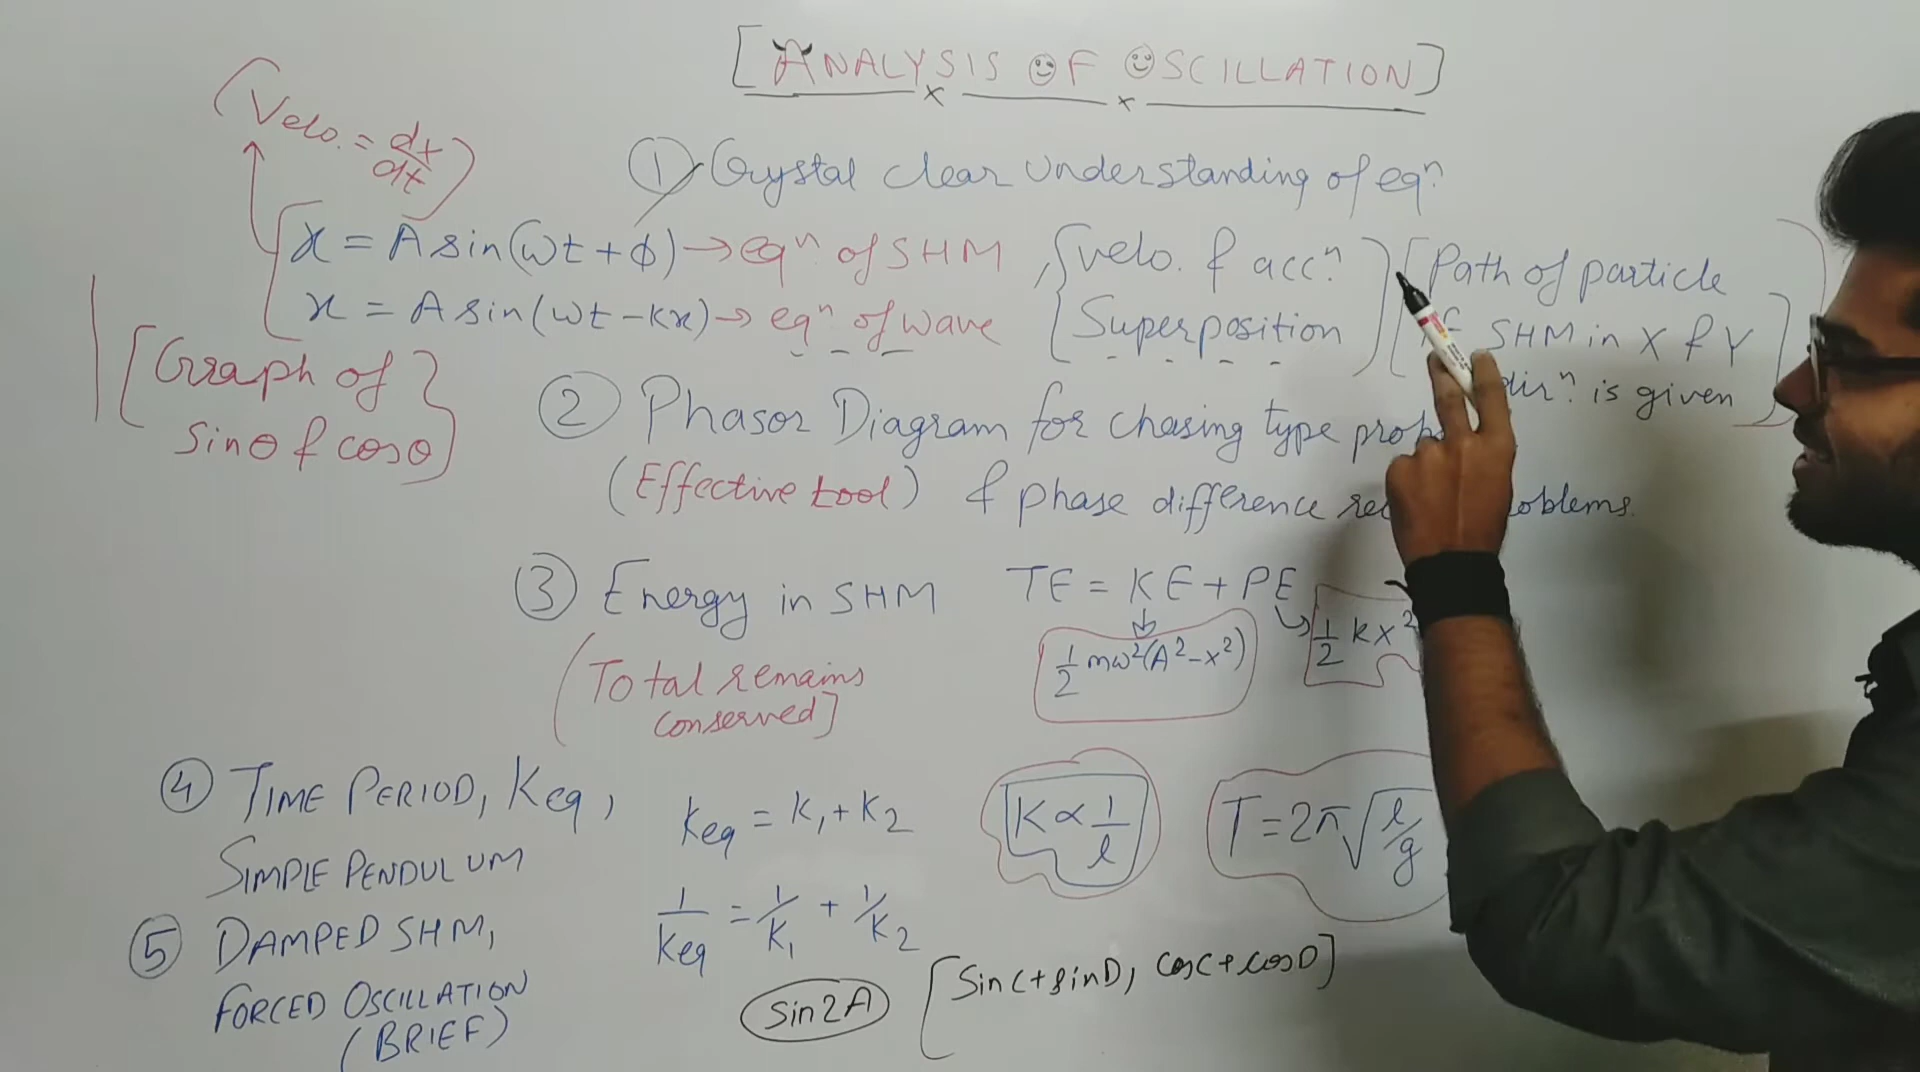 [ANALYSIS OF OSCILLATION]
(Velo. = dx/dt)
① Crystal clear understanding of eqⁿ
x = A sin(ωt + ϕ) → eqⁿ of SHM, {velo. & accⁿ.} [Path of particle
x = A sin(ωt - kx) → eqⁿ of wave [Superposition] SHM in X & Y
dirⁿ is given]
[Graph of
sinθ & cosθ]
② Phasor Diagram for chasing type prob
(Effective tool) & phase difference
③ Energy in SHM TE = KE + PE
1/2 mω²(A²-x²) 1/2 kx²
(Total remains
conserved]
④ TIME PERIOD, Keq,
SIMPLE PENDULUM
Keq = K₁ + K₂ [K ∝ 1/l] T = 2π√(l/g)
1/Keq = 1/K₁ + 1/K₂
⑤ DAMPED SHM,
FORCED OSCILLATION
(BRIEF)
sin2A [sinC + sinD, cosC + cosD]